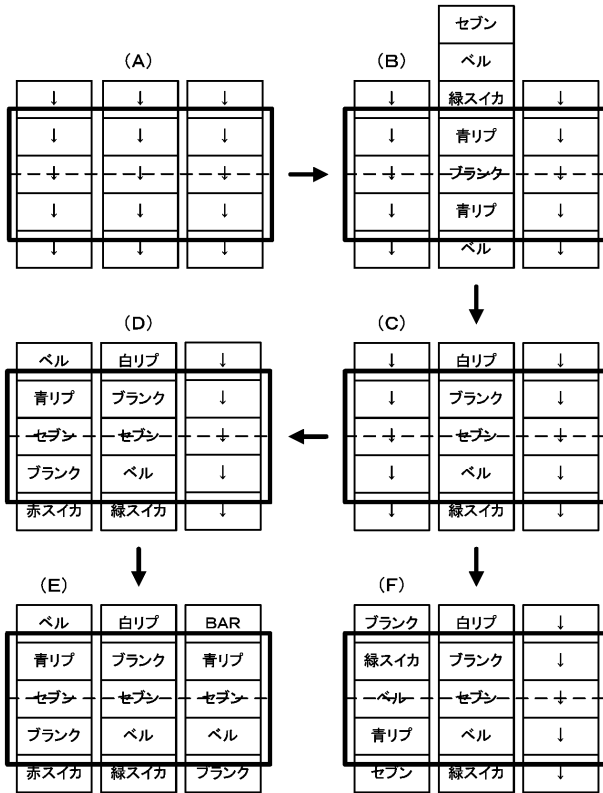 セブン
(A) (B) ベル
↓ ↓ ↓ ↓ 緑スイカ ↓
↓ ↓ ↓ ↓ 青リプ ↓
↓ ↓ ↓ ↓ ブランク ↓
↓ ↓ ↓ ↓ 青リプ ↓
↓ ↓ ↓ ↓ ベル ↓
(D) (C)
ベル 白リプ ↓ ↓ 白リプ ↓
青リプ ブランク ↓ ↓ ブランク ↓
セブン セブン ↓ ↓ セブン ↓
ブランク ベル ↓ ↓ ベル ↓
赤スイカ 緑スイカ ↓ ↓ 緑スイカ ↓
(E) (F)
ベル 白リプ BAR ブランク 白リプ ↓
青リプ ブランク 青リプ 緑スイカ ブランク ↓
セブン セブン セブン ベル セブン ↓
ブランク ベル ベル 青リプ ベル ↓
赤スイカ 緑スイカ ブランク セブン 緑スイカ ↓